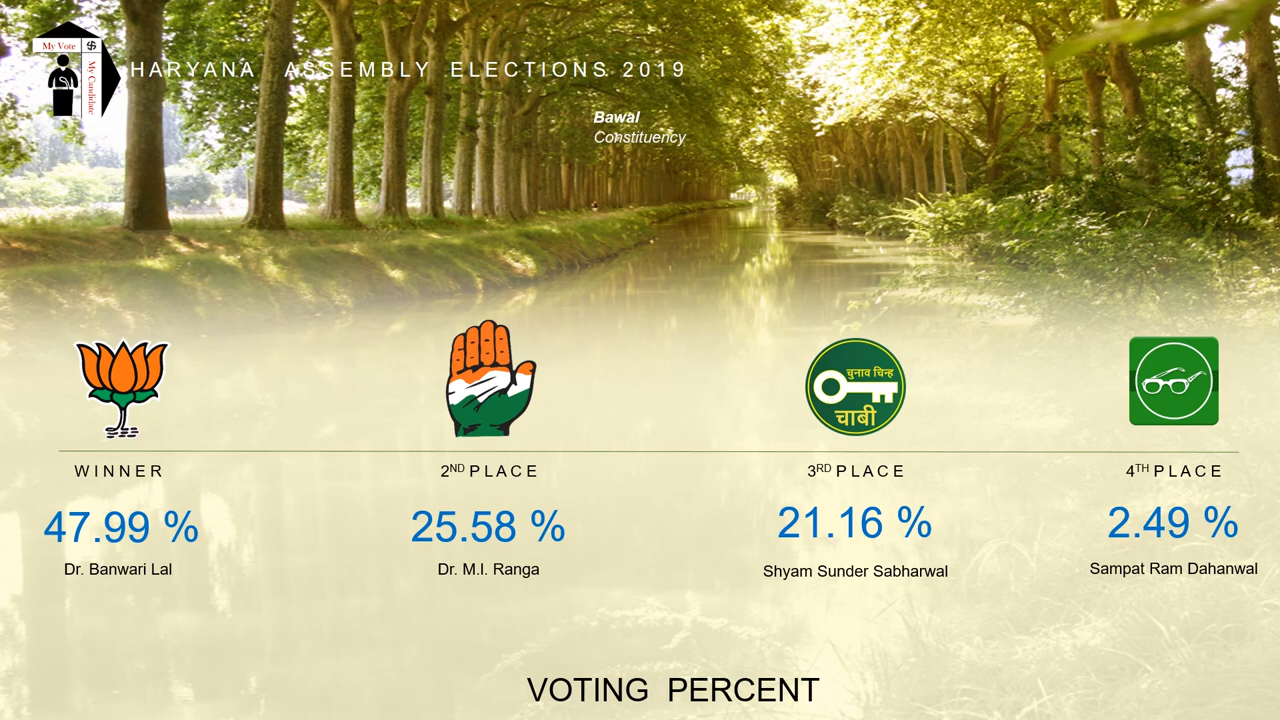 My Vote
My Candidate
HARYANA ASSEMBLY ELECTIONS 2019
Bawal
Constituency
चुनाव चिन्ह
चाबी
WINNER
2ND PLACE
3RD PLACE
4TH PLACE
47.99 %
25.58 %
21.16 %
2.49 %
Dr. Banwari Lal
Dr. M.l. Ranga
Shyam Sunder Sabharwal
Sampat Ram Dahanwal
VOTING PERCENT